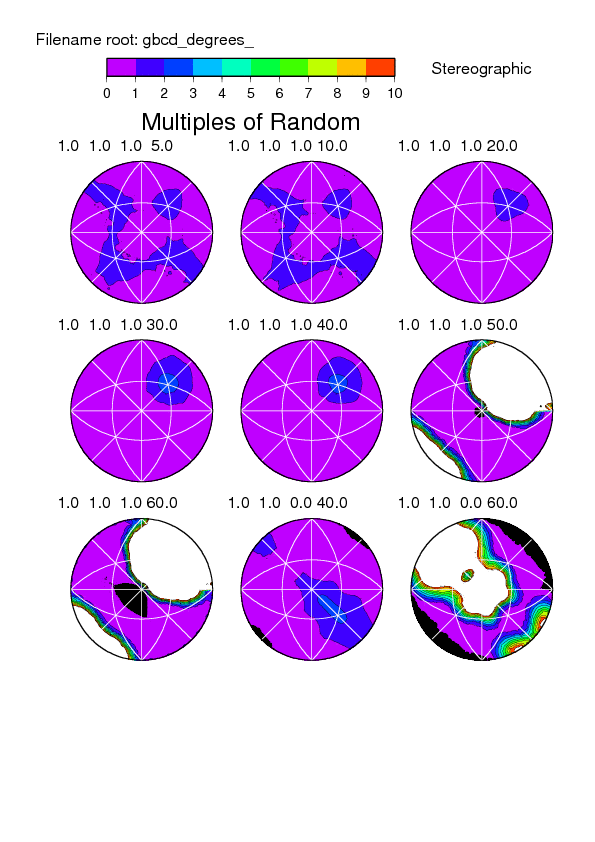 Filename root: gbcd_degrees_
Stereographic
0 1 2 3 4 5 6 7 8 9 10
Multiples of Random
1.0 1.0 1.0 5.0
1.0 1.0 1.0 10.0
1.0 1.0 1.0 20.0
1.0 1.0 1.0 30.0
1.0 1.0 1.0 40.0
1.0 1.0 1.0 50.0
1.0 1.0 1.0 60.0
1.0 1.0 0.0 40.0
1.0 1.0 0.0 60.0